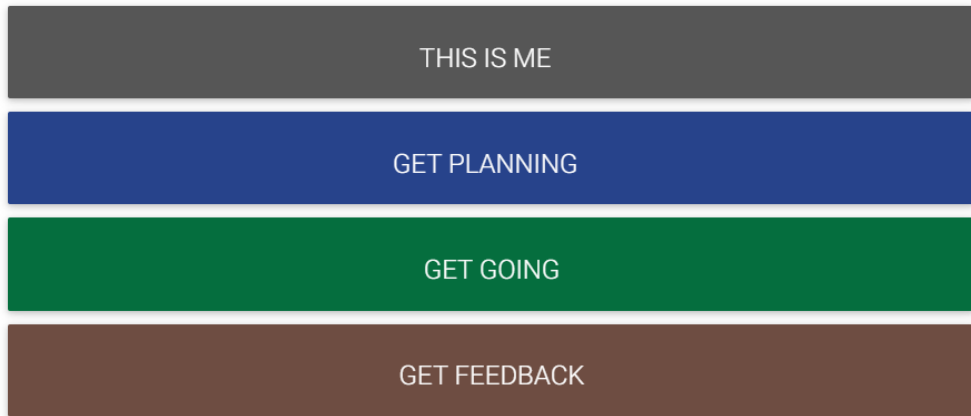 THIS IS ME
GET PLANNING
GET GOING
GET FEEDBACK